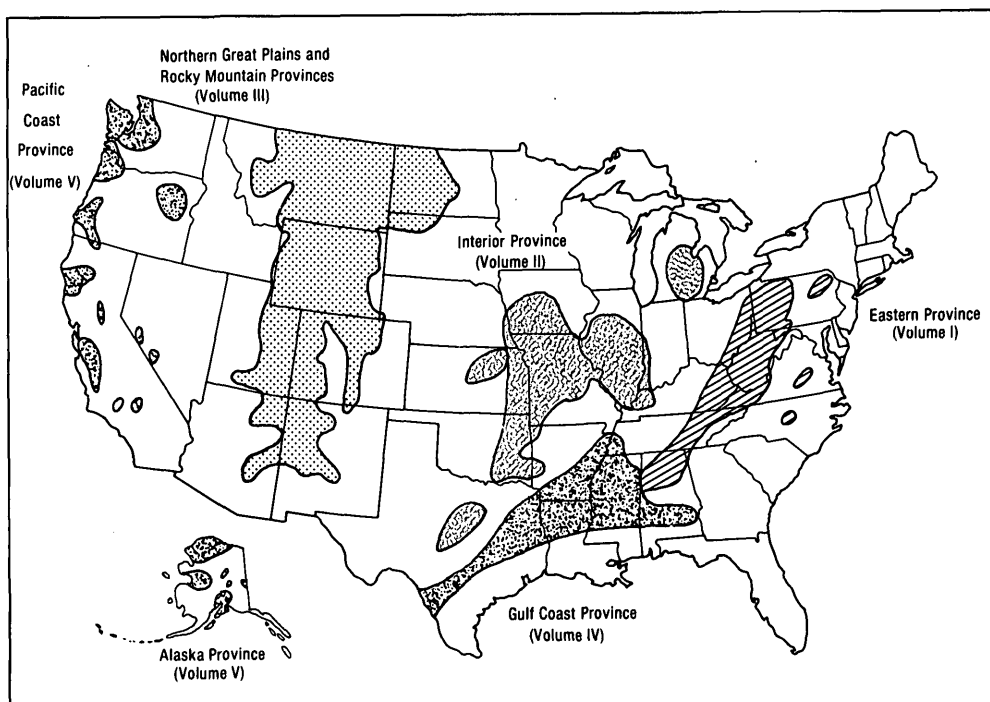 Northern Great Plains and
Rocky Mountain Provinces
(Volume III)
Pacific
Coast
Province
(Volume V)
Interior Province
(Volume II)
Eastern Province
(Volume I)
Gulf Coast Province
(Volume IV)
Alaska Province
(Volume V)